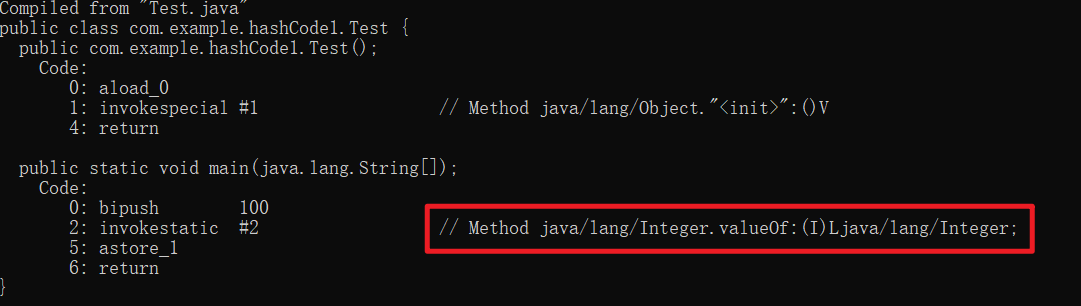 Compiled from "Test.java"
public class com.example.hashCode1.Test {
  public com.example.hashCode1.Test();
    Code:
       0: aload_0
       1: invokespecial #1                  // Method java/lang/Object."<init>":()V
       4: return

  public static void main(java.lang.String[]);
    Code:
       0: bipush        100
       2: invokestatic  #2                  // Method java/lang/Integer.valueOf:(I)Ljava/lang/Integer;
       5: astore_1
       6: return
}